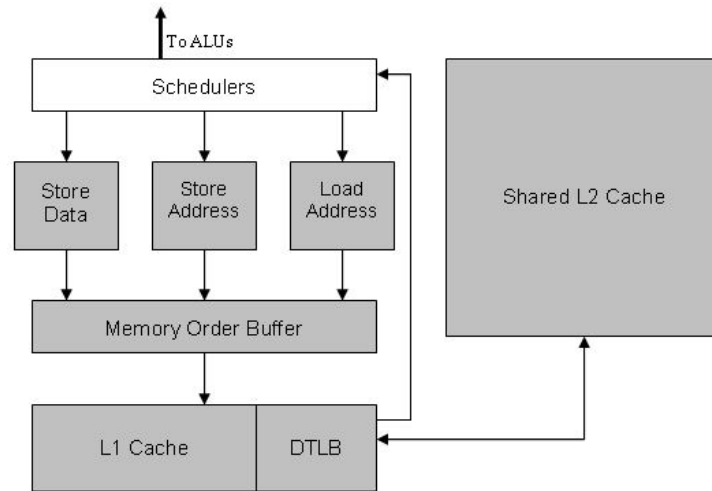 To ALUs
Schedulers
Store
Data
Store
Address
Load
Address
Shared L2 Cache
Memory Order Buffer
L1 Cache
DTLB